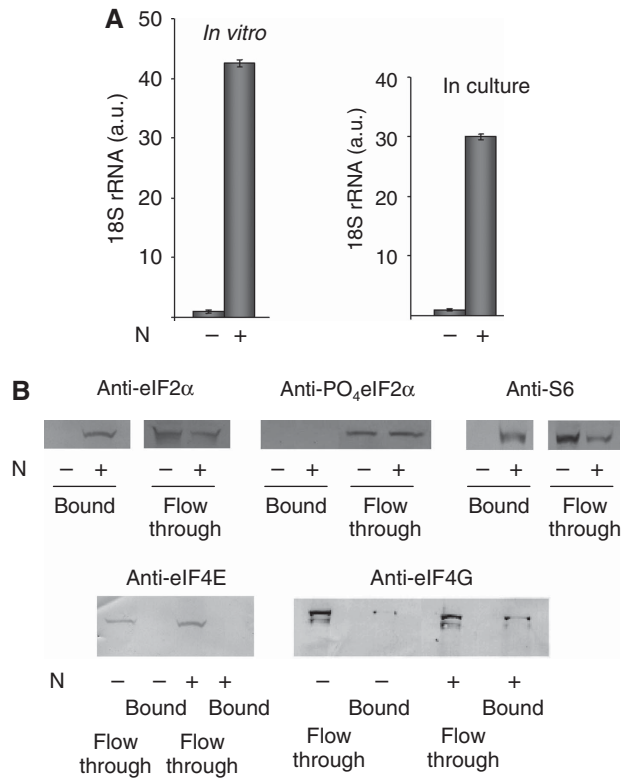 A
In vitro
50
40
30
20
10
18S rRNA (a.u.)
N − +
In culture
40
30
20
10
18S rRNA (a.u.)
− +
B
Anti-eIF2α Anti-PO₄eIF2α Anti-S6
N − + − + − + − + − + − +
Bound Flow through Bound Flow through Bound Flow through
Anti-eIF4E Anti-eIF4G
N − − + + − − + +
Bound Bound Bound Bound
Flow through Flow through Flow through Flow through